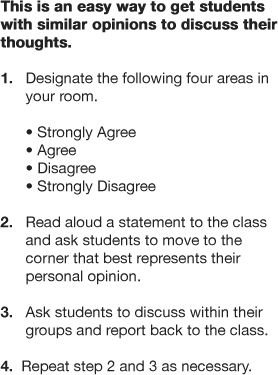 This is an easy way to get students
with similar opinions to discuss their
thoughts.
1. Designate the following four areas in
your room.
• Strongly Agree
• Agree
• Disagree
• Strongly Disagree
2. Read aloud a statement to the class
and ask students to move to the
corner that best represents their
personal opinion.
3. Ask students to discuss within their
groups and report back to the class.
4. Repeat step 2 and 3 as necessary.